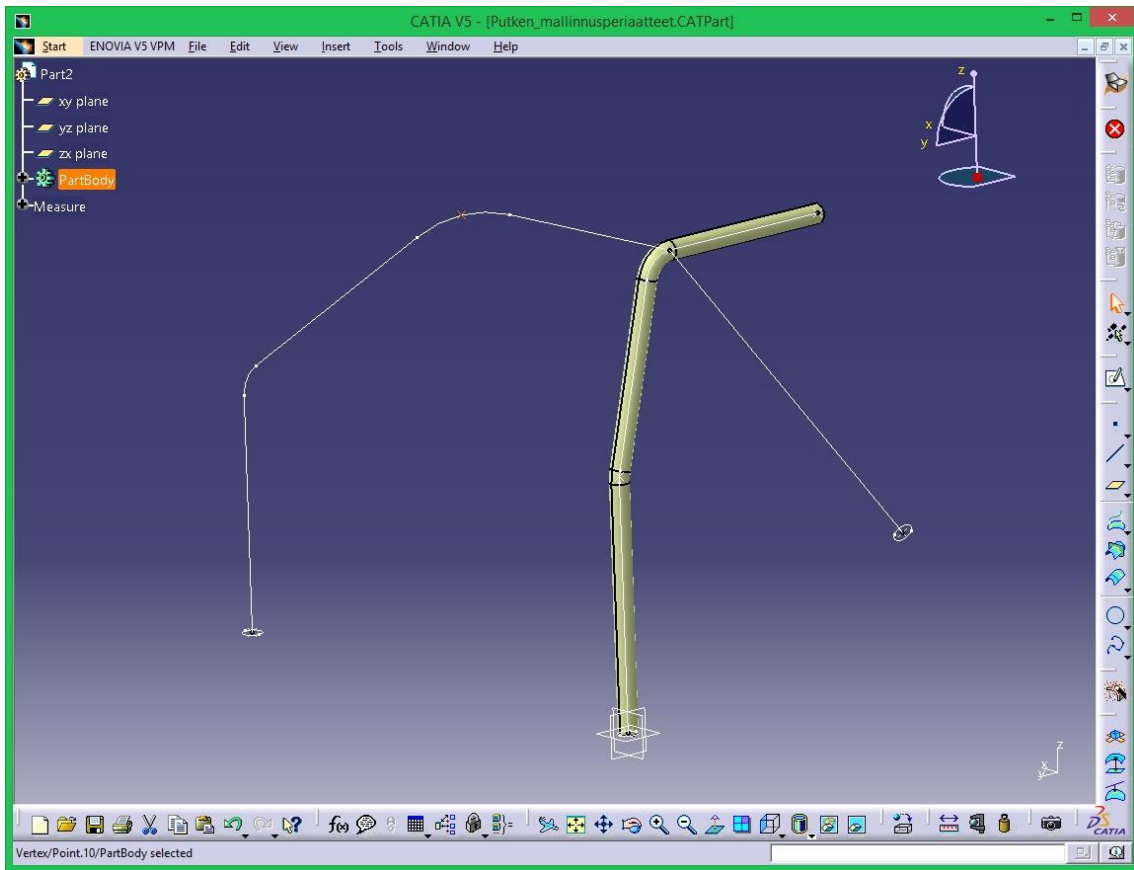 CATIA V5 - [Putken_mallinnusperiaatteet.CATPart]
Start ENOVIA V5 VPM File Edit View Insert Tools Window Help
Part2
xy plane
yz plane
zx plane
PartBody
Measure
z
x
y
z
x
y
f(x)
DS CATIA
Vertex/Point.10/PartBody selected